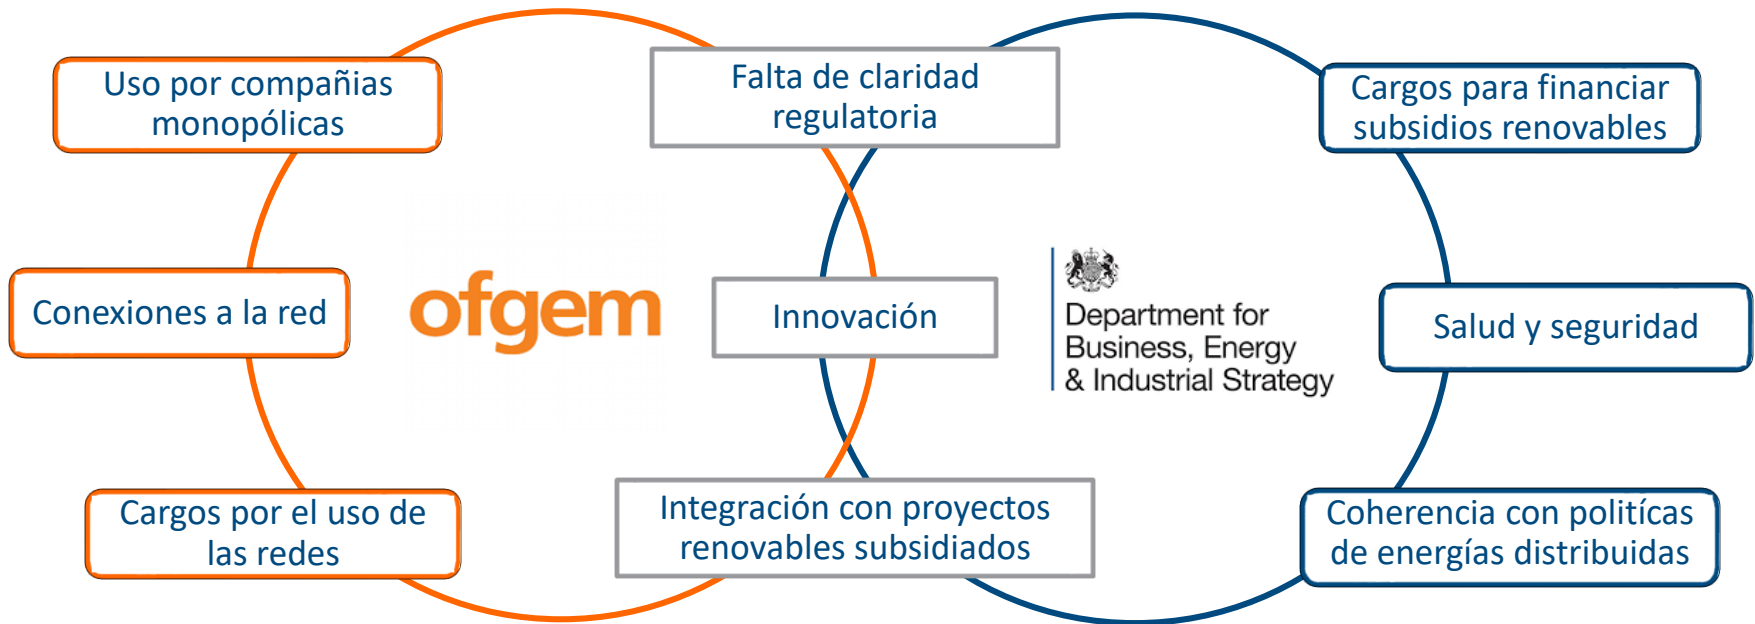 Uso por compañias
monopólicas
Conexiones a la red
Cargos por el uso de
las redes
ofgem
Falta de claridad
regulatoria
Innovación
Integración con proyectos
renovables subsidiados
Department for
Business, Energy
& Industrial Strategy
Cargos para financiar
subsidios renovables
Salud y seguridad
Coherencia con politícas
de energías distribuidas